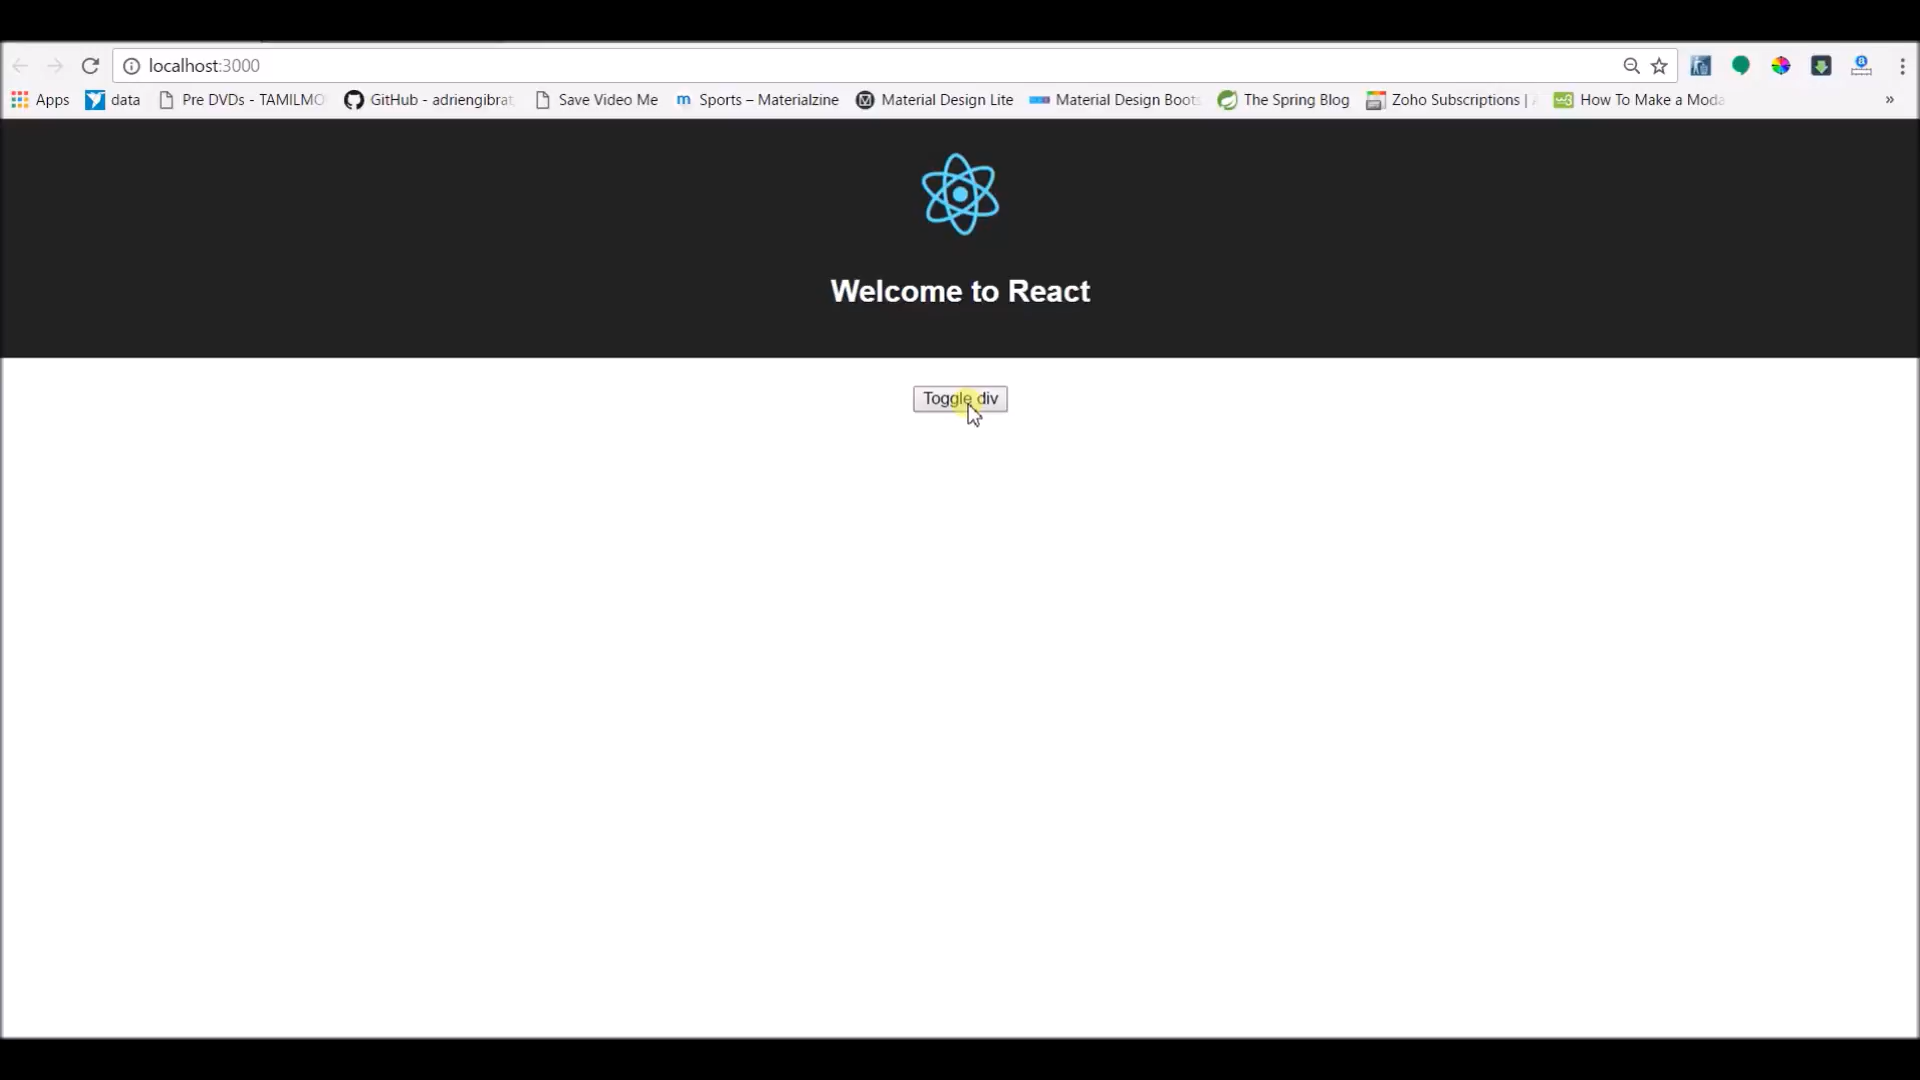 localhost:3000
Apps data Pre DVDs - TAMILMO GitHub - adriengibrat Save Video Me Sports – Materialzine Material Design Lite Material Design Boots The Spring Blog Zoho Subscriptions | How To Make a Moda »
Welcome to React
Toggle div